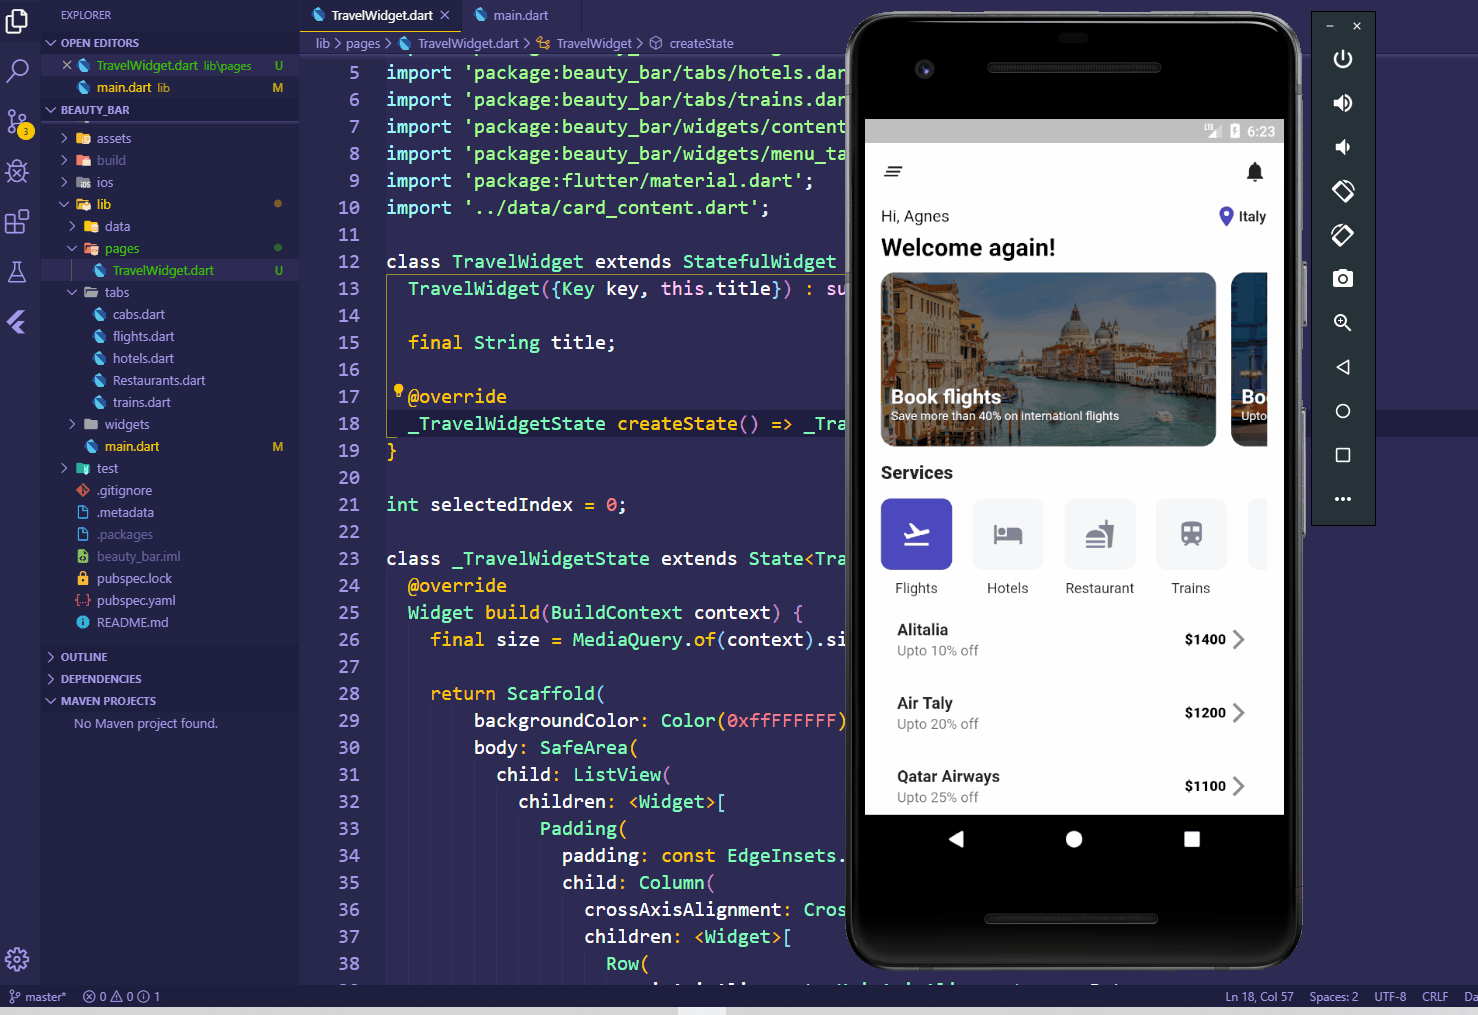 EXPLORER
OPEN EDITORS
TravelWidget.dart lib\pages U
main.dart lib M
BEAUTY_BAR
assets
build
ios
lib
data
pages
TravelWidget.dart U
tabs
cabs.dart
flights.dart
hotels.dart
Restaurants.dart
trains.dart
widgets
main.dart M
test
.gitignore
.metadata
.packages
beauty_bar.iml
pubspec.lock
pubspec.yaml
README.md
OUTLINE
DEPENDENCIES
MAVEN PROJECTS
No Maven project found.
3
TravelWidget.dart
main.dart
lib > pages > TravelWidget.dart > TravelWidget > createState
5 import 'package:beauty_bar/tabs/hotels.dar
6 import 'package:beauty_bar/tabs/trains.dar
7 import 'package:beauty_bar/widgets/content
8 import 'package:beauty_bar/widgets/menu_ta
9 import 'package:flutter/material.dart';
10 import '../data/card_content.dart';
11
12 class TravelWidget extends StatefulWidget
13 TravelWidget({Key key, this.title}) : su
14
15 final String title;
16
17 @override
18 _TravelWidgetState createState() => _Tra
19 }
20
21 int selectedIndex = 0;
22
23 class _TravelWidgetState extends State<Tra
24 @override
25 Widget build(BuildContext context) {
26 final size = MediaQuery.of(context).si
27
28 return Scaffold(
29 backgroundColor: Color(0xffFFFFFF)
30 body: SafeArea(
31 child: ListView(
32 children: <Widget>[
33 Padding(
34 padding: const EdgeInsets.
35 child: Column(
36 crossAxisAlignment: Cros
37 children: <Widget>[
38 Row(
LTE 6:23
Hi, Agnes
Italy
Welcome again!
Book flights
Save more than 40% on internationl flights
Bo
Upto
Services
Flights
Hotels
Restaurant
Trains
Alitalia
Upto 10% off
$1400
Air Taly
Upto 20% off
$1200
Qatar Airways
Upto 25% off
$1100
master* 0 0 1
Ln 18, Col 57 Spaces: 2 UTF-8 CRLF Da